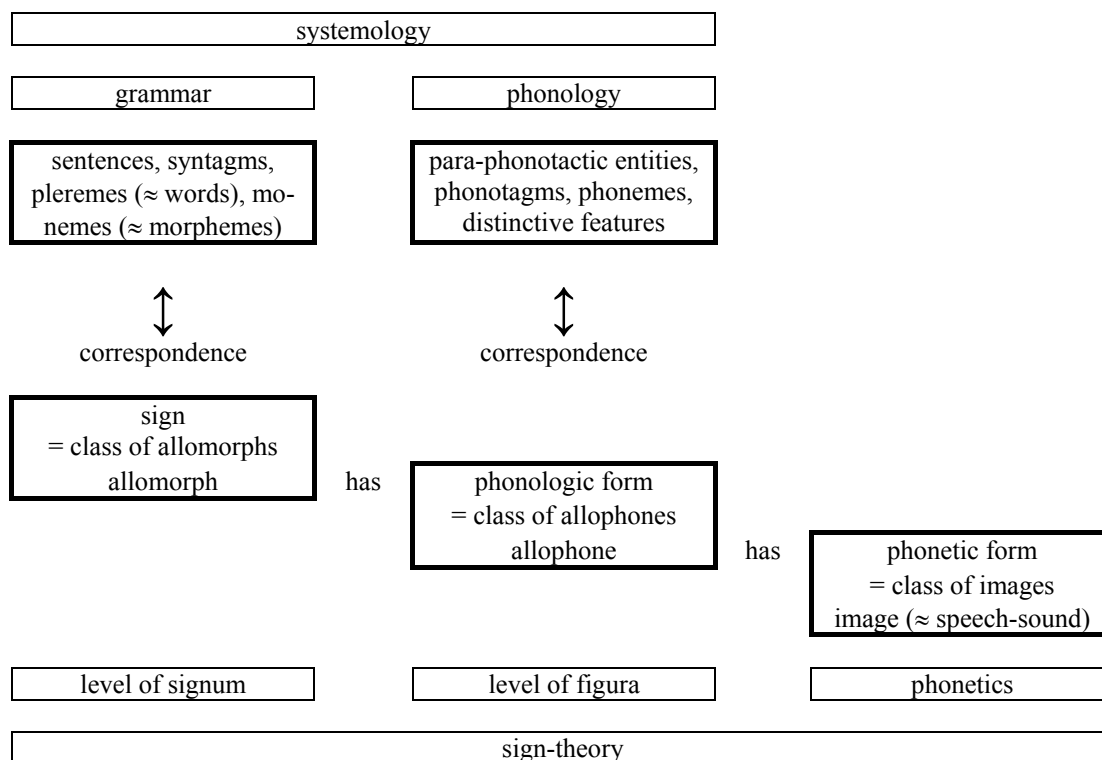 systemology
grammar
phonology
sentences, syntagms,
pleremes (≈ words), mo-
nemes (≈ morphemes)
para-phonotactic entities,
phonotagms, phonemes,
distinctive features
↕
↕
correspondence
correspondence
sign
= class of allomorphs
allomorph
has
phonologic form
= class of allophones
allophone
has
phonetic form
= class of images
image (≈ speech-sound)
level of signum
level of figura
phonetics
sign-theory